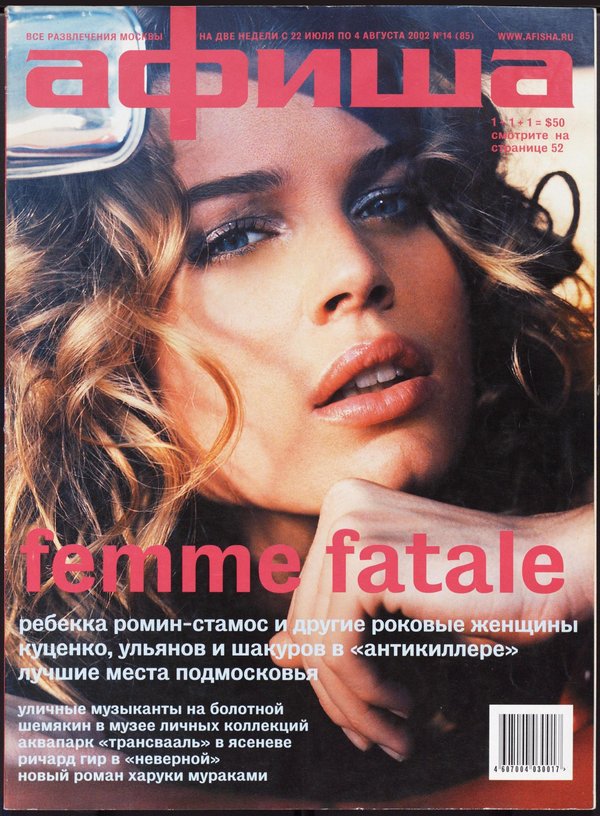 ВСЕ РАЗВЛЕЧЕНИЯ МОСКВЫ НА ДВЕ НЕДЕЛИ С 22 ИЮЛЯ ПО 4 АВГУСТА 2002 №14 (85) WWW.AFISHA.RU
афиша
1 + 1 + 1 = $50
смотрите на
странице 52
femme fatale
ребекка ромин-стамос и другие роковые женщины
куценко, ульянов и шакуров в «антикиллере»
лучшие места подмосковья
уличные музыканты на болотной
шемякин в музее личных коллекций
аквапарк «трансвааль» в ясеневе
ричард гир в «неверной»
новый роман харуки мураками
4 607004 030017 >